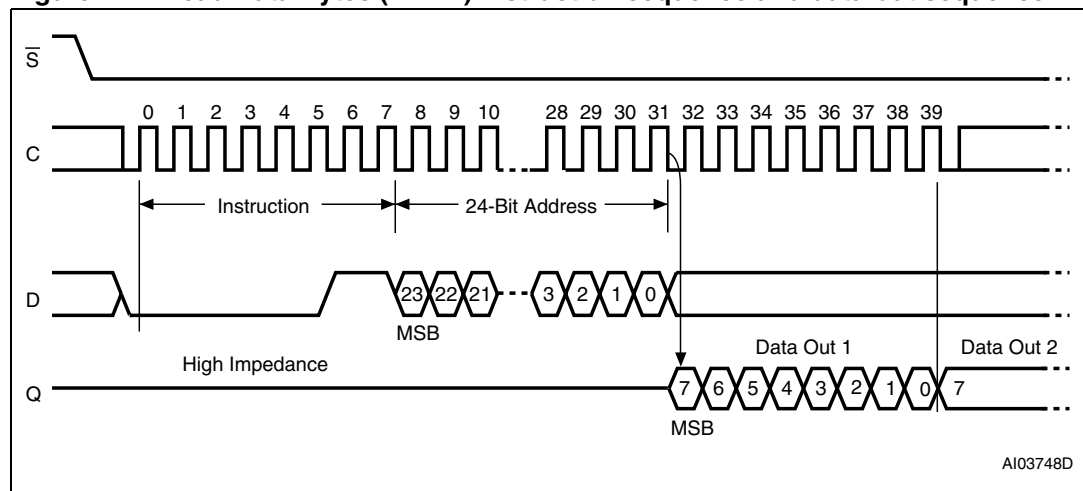 S
0 1 2 3 4 5 6 7 8 9 10 28 29 30 31 32 33 34 35 36 37 38 39
C
Instruction 24-Bit Address
D
23 22 21 3 2 1 0
MSB
High Impedance Data Out 1 Data Out 2
Q
7 6 5 4 3 2 1 0 7
MSB
AI03748D